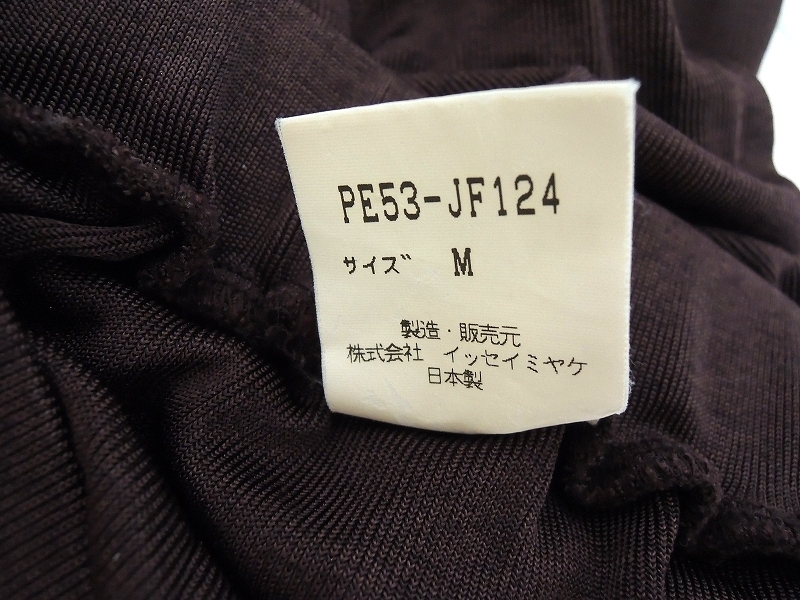 PE53-JF124
サイズ M
製造・販売元
株式会社 イッセイミヤケ
日本製